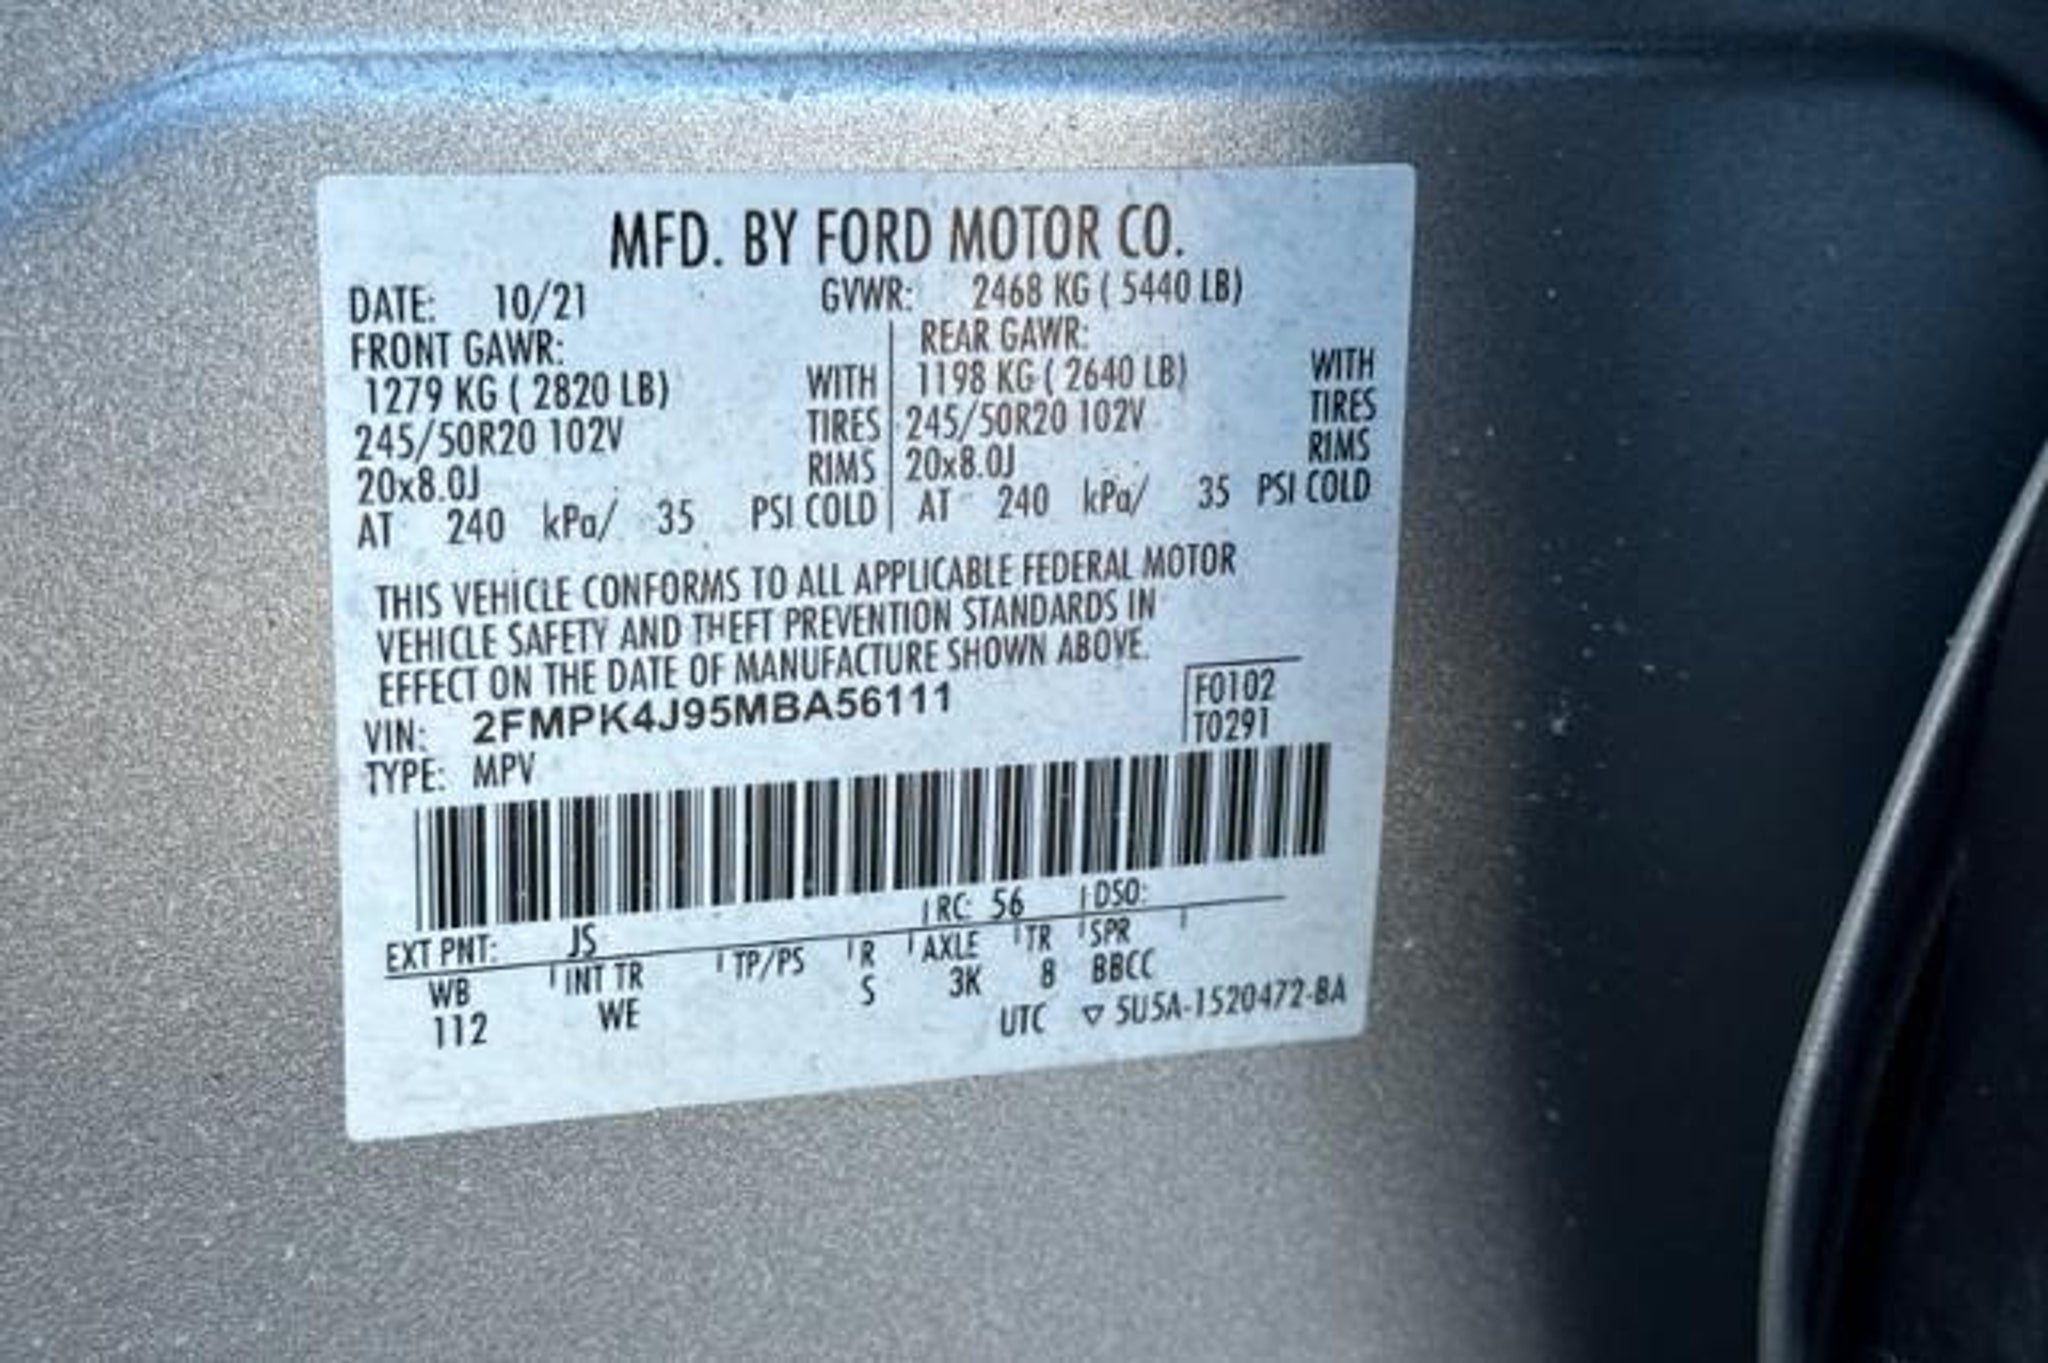 MFD. BY FORD MOTOR CO.
DATE: 10/21 GVWR: 2468 KG ( 5440 LB)
FRONT GAWR: REAR GAWR:
1279 KG ( 2820 LB) WITH 1198 KG ( 2640 LB) WITH
245/50R20 102V TIRES 245/50R20 102V TIRES
20x8.0J RIMS 20x8.0J RIMS
AT 240 kPa/ 35 PSI COLD AT 240 kPa/ 35 PSI COLD
THIS VEHICLE CONFORMS TO ALL APPLICABLE FEDERAL MOTOR
VEHICLE SAFETY AND THEFT PREVENTION STANDARDS IN
EFFECT ON THE DATE OF MANUFACTURE SHOWN ABOVE.
VIN: 2FMPK4J95MBA56111 F0102
TYPE: MPV T0291
EXT PNT: JS RC: 56 DSO:
WB INT TR TP/PS R AXLE TR SPR
112 WE S 3K 8 BBCC
UTC ▽ 5U5A-1520472-BA